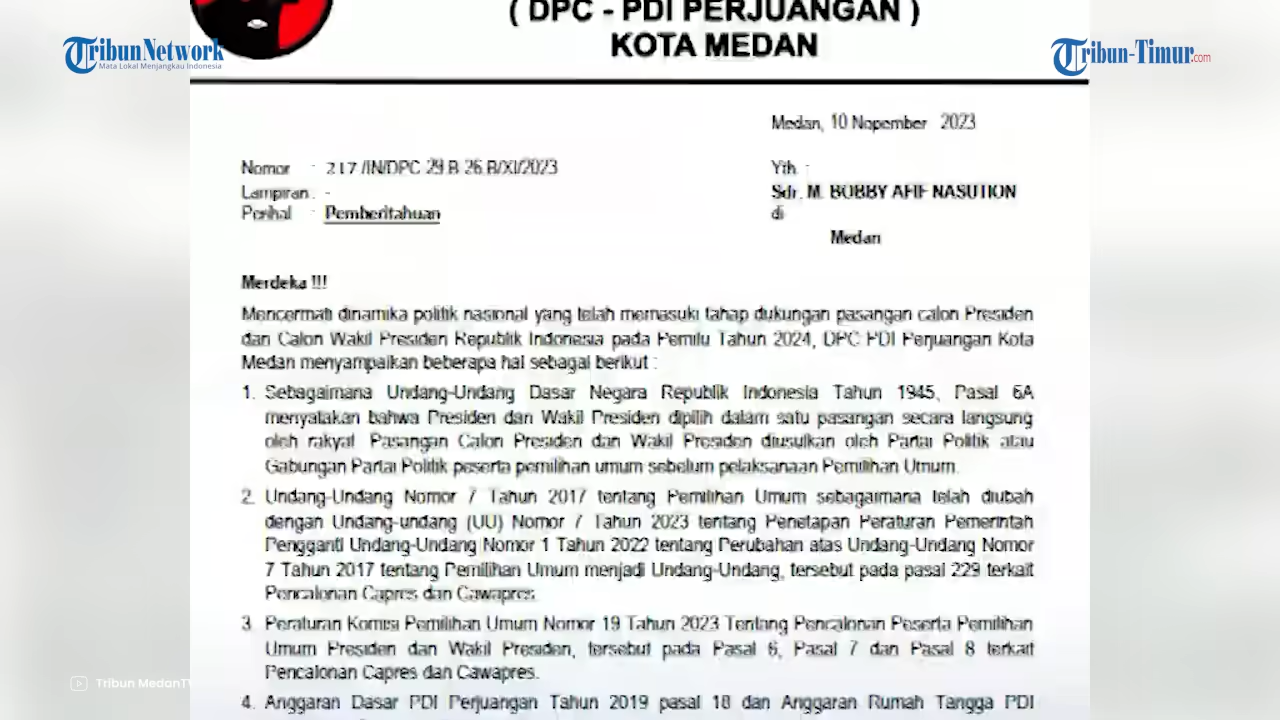 ( DPC - PDI PERJUANGAN )
KOTA MEDAN
Tribun Network
Mata Lokal Menjangkau Indonesia
Tribun-Timur.com
Medan, 10 Nopember 2023
Nomor : 217 /IN/DPC 29 B 26 B/XI/2023
Lampiran : -
Perihal : Pemberitahuan
Yth :
Sdr. M. BOBBY AFIF NASUTION
di
Medan
Merdeka !!!
Mencermati dinamika politik nasional yang telah memasuki tahap dukungan pasangan calon Presiden
dan Calon Wakil Presiden Republik Indonesia pada Pemilu Tahun 2024, DPC PDI Perjuangan Kota
Medan menyampaikan beberapa hal sebagai berikut :
1. Sebagaimana Undang-Undang Dasar Negara Republik Indonesia Tahun 1945, Pasal 6A
menyatakan bahwa Presiden dan Wakil Presiden dipilih dalam satu pasangan secara langsung
oleh rakyat. Pasangan Calon Presiden dan Wakil Presiden diusulkan oleh Partai Politik atau
Gabungan Partai Politik peserta pemilihan umum sebelum pelaksanaan Pemilihan Umum.
2. Undang-Undang Nomor 7 Tahun 2017 tentang Pemilihan Umum sebagaimana telah diubah
dengan Undang-undang (UU) Nomor 7 Tahun 2023 tentang Penetapan Peraturan Pemerintah
Pengganti Undang-Undang Nomor 1 Tahun 2022 tentang Perubahan atas Undang-Undang Nomor
7 Tahun 2017 tentang Pemilihan Umum menjadi Undang-Undang, tersebut pada pasal 229 terkait
Pencalonan Capres dan Cawapres.
3. Peraturan Komisi Pemilihan Umum Nomor 19 Tahun 2023 Tentang Pencalonan Peserta Pemilihan
Umum Presiden dan Wakil Presiden, tersebut pada Pasal 6, Pasal 7 dan Pasal 8 terkait
Pencalonan Capres dan Cawapres.
4. Anggaran Dasar PDI Perjuangan Tahun 2019 pasal 18 dan Anggaran Rumah Tangga PDI
Tribun MedanTV